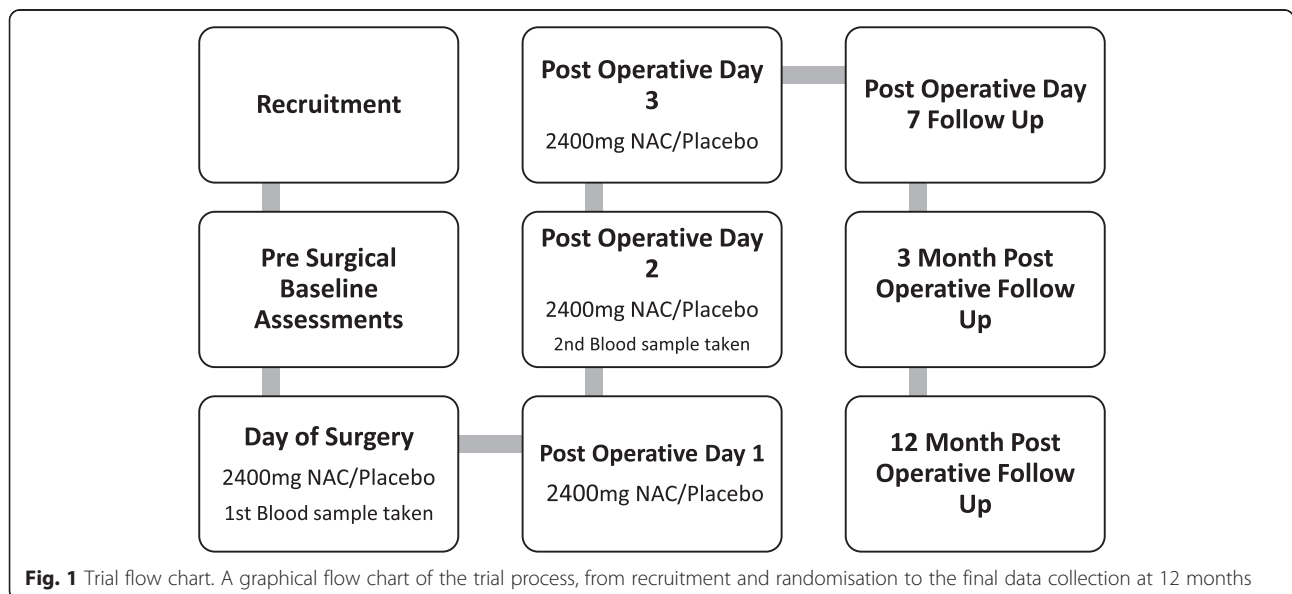 Recruitment
Pre Surgical
Baseline
Assessments
Day of Surgery
2400mg NAC/Placebo
1st Blood sample taken
Post Operative Day 1
2400mg NAC/Placebo
Post Operative Day
2
2400mg NAC/Placebo
2nd Blood sample taken
Post Operative Day
3
2400mg NAC/Placebo
Post Operative Day
7 Follow Up
3 Month Post
Operative Follow
Up
12 Month Post
Operative Follow
Up
Fig. 1 Trial flow chart. A graphical flow chart of the trial process, from recruitment and randomisation to the final data collection at 12 months